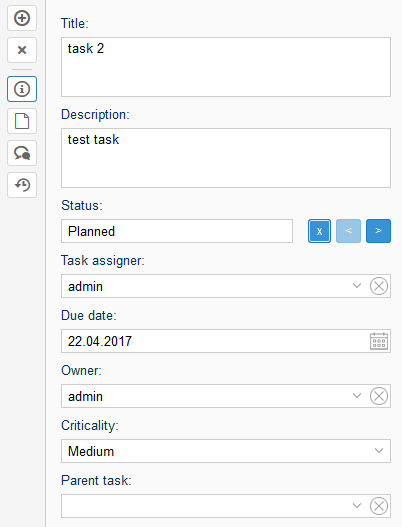 Title:
task 2
Description:
test task
Status:
Planned
x < >
Task assigner:
admin
Due date:
22.04.2017
Owner:
admin
Criticality:
Medium
Parent task: